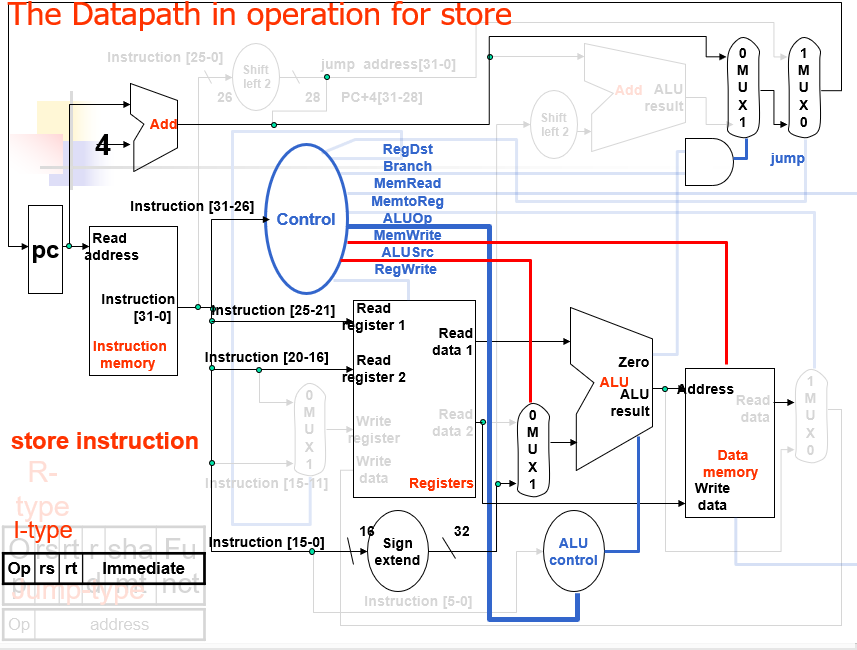 The Datapath in operation for store
Instruction [25-0]
Shift
left 2
jump address[31-0]
26
28
PC+4[31-28]
4
Add
Add
ALU
result
Shift
left 2
0
M
U
X
1
1
M
U
X
0
jump
RegDst
Branch
MemRead
MemtoReg
ALUOp
MemWrite
ALUSrc
RegWrite
Control
Instruction [31-26]
pc
Read
address
Instruction
[31-0]
Instruction
memory
Instruction [25-21]
Read
register 1
Instruction [20-16]
Read
register 2
Read
data 1
0
M
U
X
1
Write
register
Write
data
Read
data 2
Registers
Instruction [15-11]
0
M
U
X
1
Zero
ALU
ALU
result
Address
Read
data
Data
memory
Write
data
1
M
U
X
0
store instruction
R-
type
I-type
Op rs rt Immediate
Op rs rt r sha Fu
nct
Jump-type
Op address
Instruction [15-0]
16
Sign
extend
32
ALU
control
Instruction [5-0]